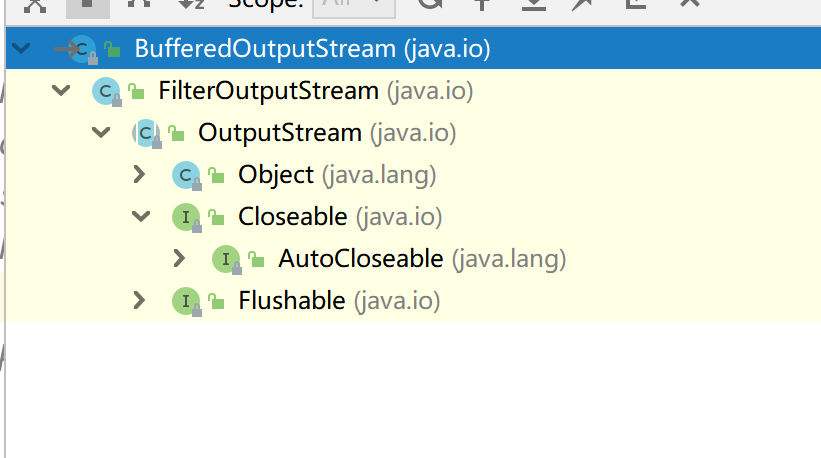 Scope:
BufferedOutputStream (java.io)
FilterOutputStream (java.io)
OutputStream (java.io)
Object (java.lang)
Closeable (java.io)
AutoCloseable (java.lang)
Flushable (java.io)